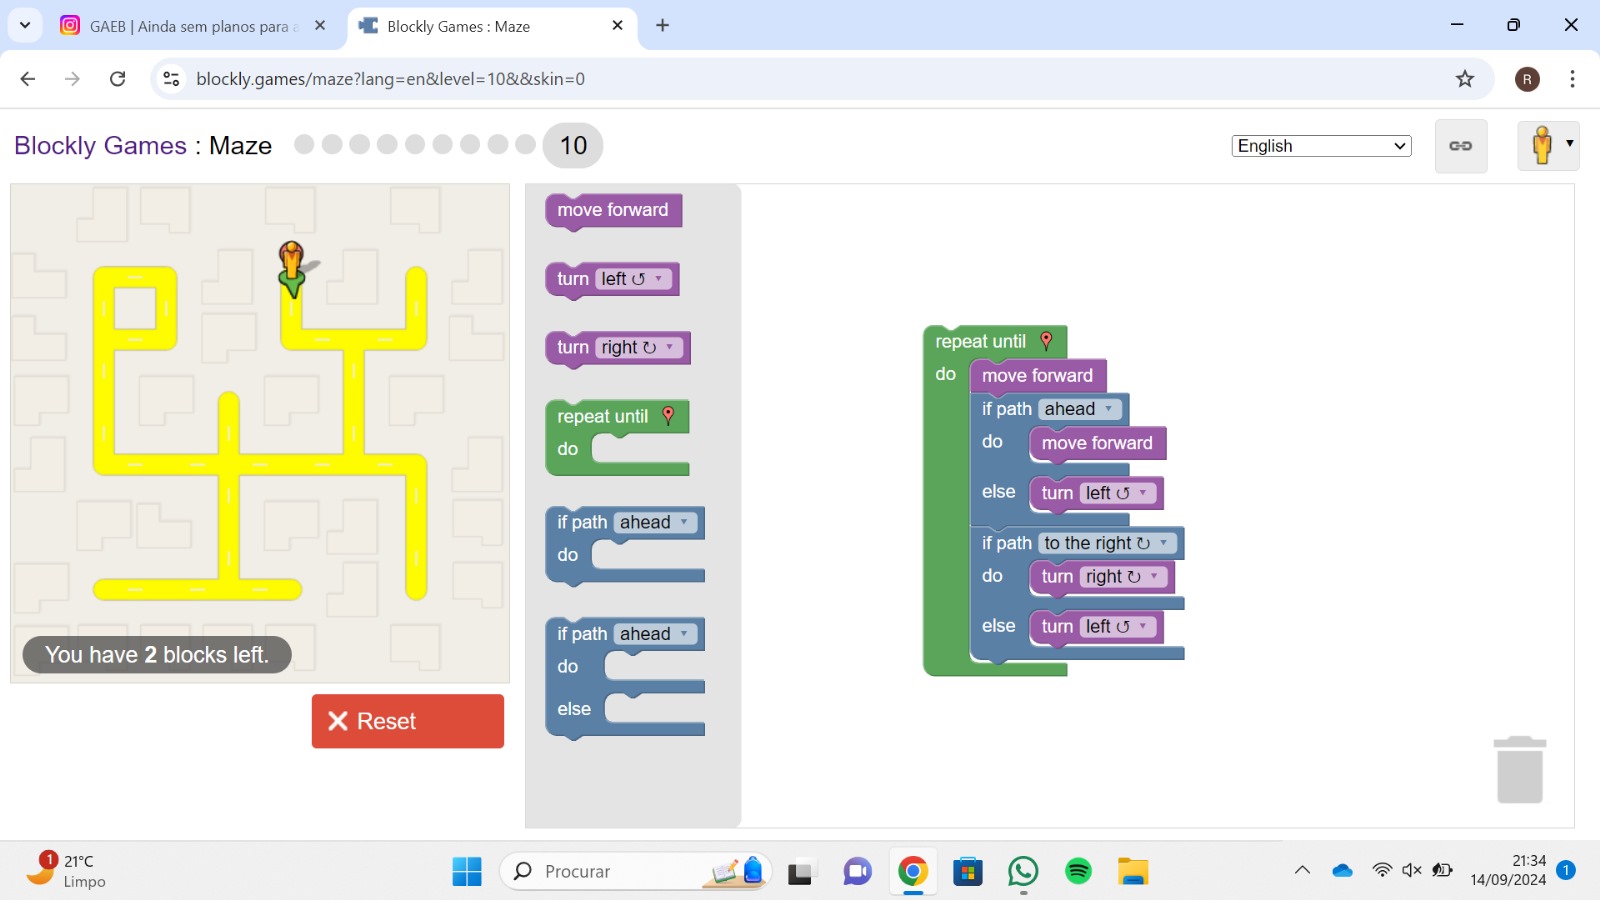 GAEB | Ainda sem planos para a
Blockly Games : Maze
blockly.games/maze?lang=en&level=10&&skin=0
R
Blockly Games : Maze
10
English
move forward
turn left ↺
turn right ↻
repeat until
do
if path ahead
do
if path ahead
do
else
repeat until
do
move forward
if path ahead
do
move forward
else
turn left ↺
if path to the right ↻
do
turn right ↻
else
turn left ↺
You have 2 blocks left.
Reset
1
21°C
Limpo
Procurar
21:34
14/09/2024
1